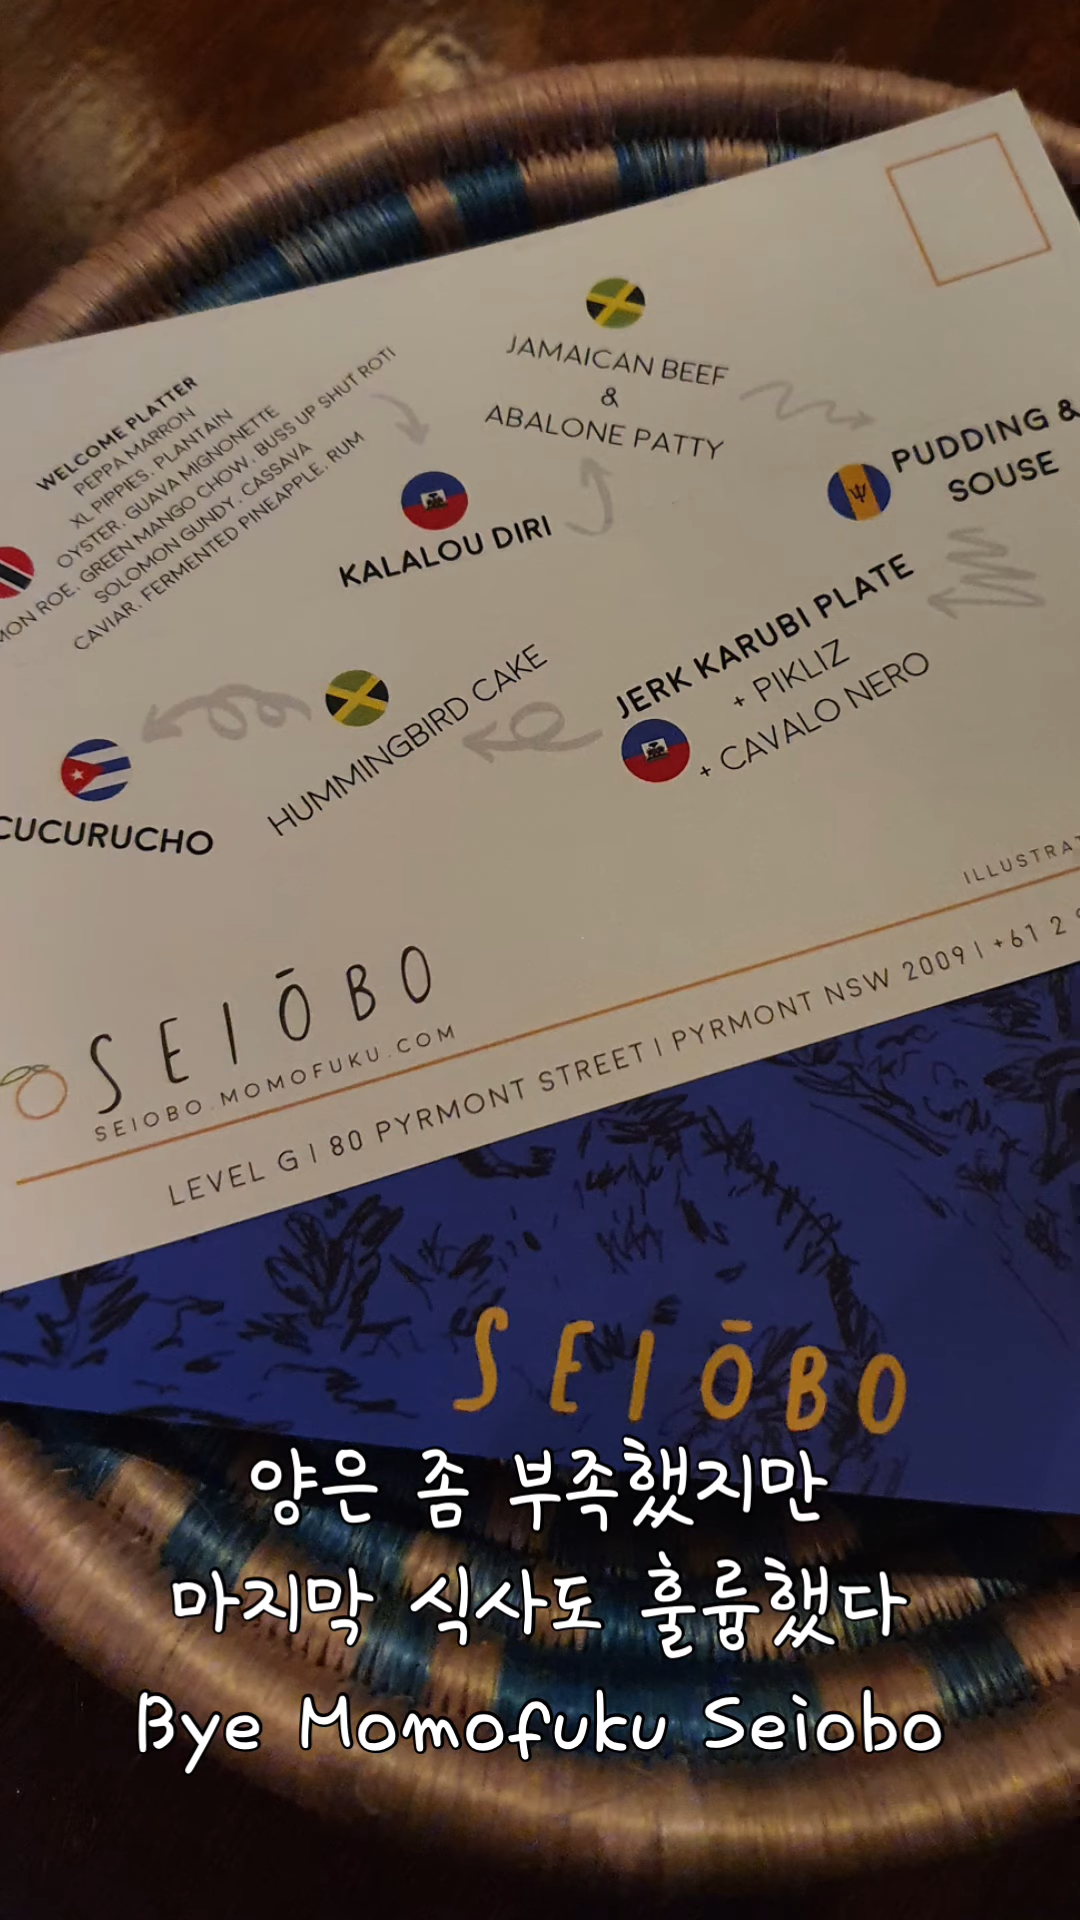 WELCOME PLATTER
PEPPA MARRON
XL PIPPIES. PLANTAIN
OYSTER. GUAVA MIGNONETTE
ROE. GREEN MANGO CHOW. BUSS UP SHUT ROTI
SOLOMON GUNDY. CASSAVA
CAVIAR. FERMENTED PINEAPPLE. RUM
KALALOU DIRI
JAMAICAN BEEF
&
ABALONE PATTY
PUDDING &
SOUSE
JERK KARUBI PLATE
+ PIKLIZ
+ CAVALO NERO
HUMMINGBIRD CAKE
CUCURUCHO
SEIŌBO
SEIOBO.MOMOFUKU.COM
LEVEL G | 80 PYRMONT STREET | PYRMONT NSW 2009 | +61 2
SEIŌBO
양은 좀 부족했지만
마지막 식사도 훌륭했다
Bye Momofuku Seiobo